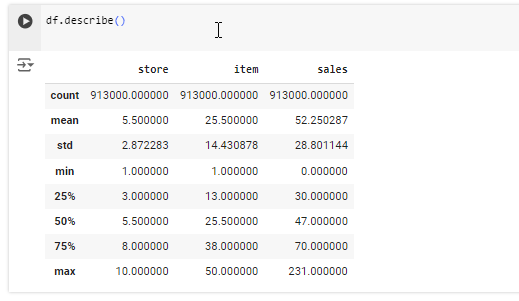 df.describe()
store item sales
count 913000.000000 913000.000000 913000.000000
mean 5.500000 25.500000 52.250287
std 2.872283 14.430878 28.801144
min 1.000000 1.000000 0.000000
25% 3.000000 13.000000 30.000000
50% 5.500000 25.500000 47.000000
75% 8.000000 38.000000 70.000000
max 10.000000 50.000000 231.000000